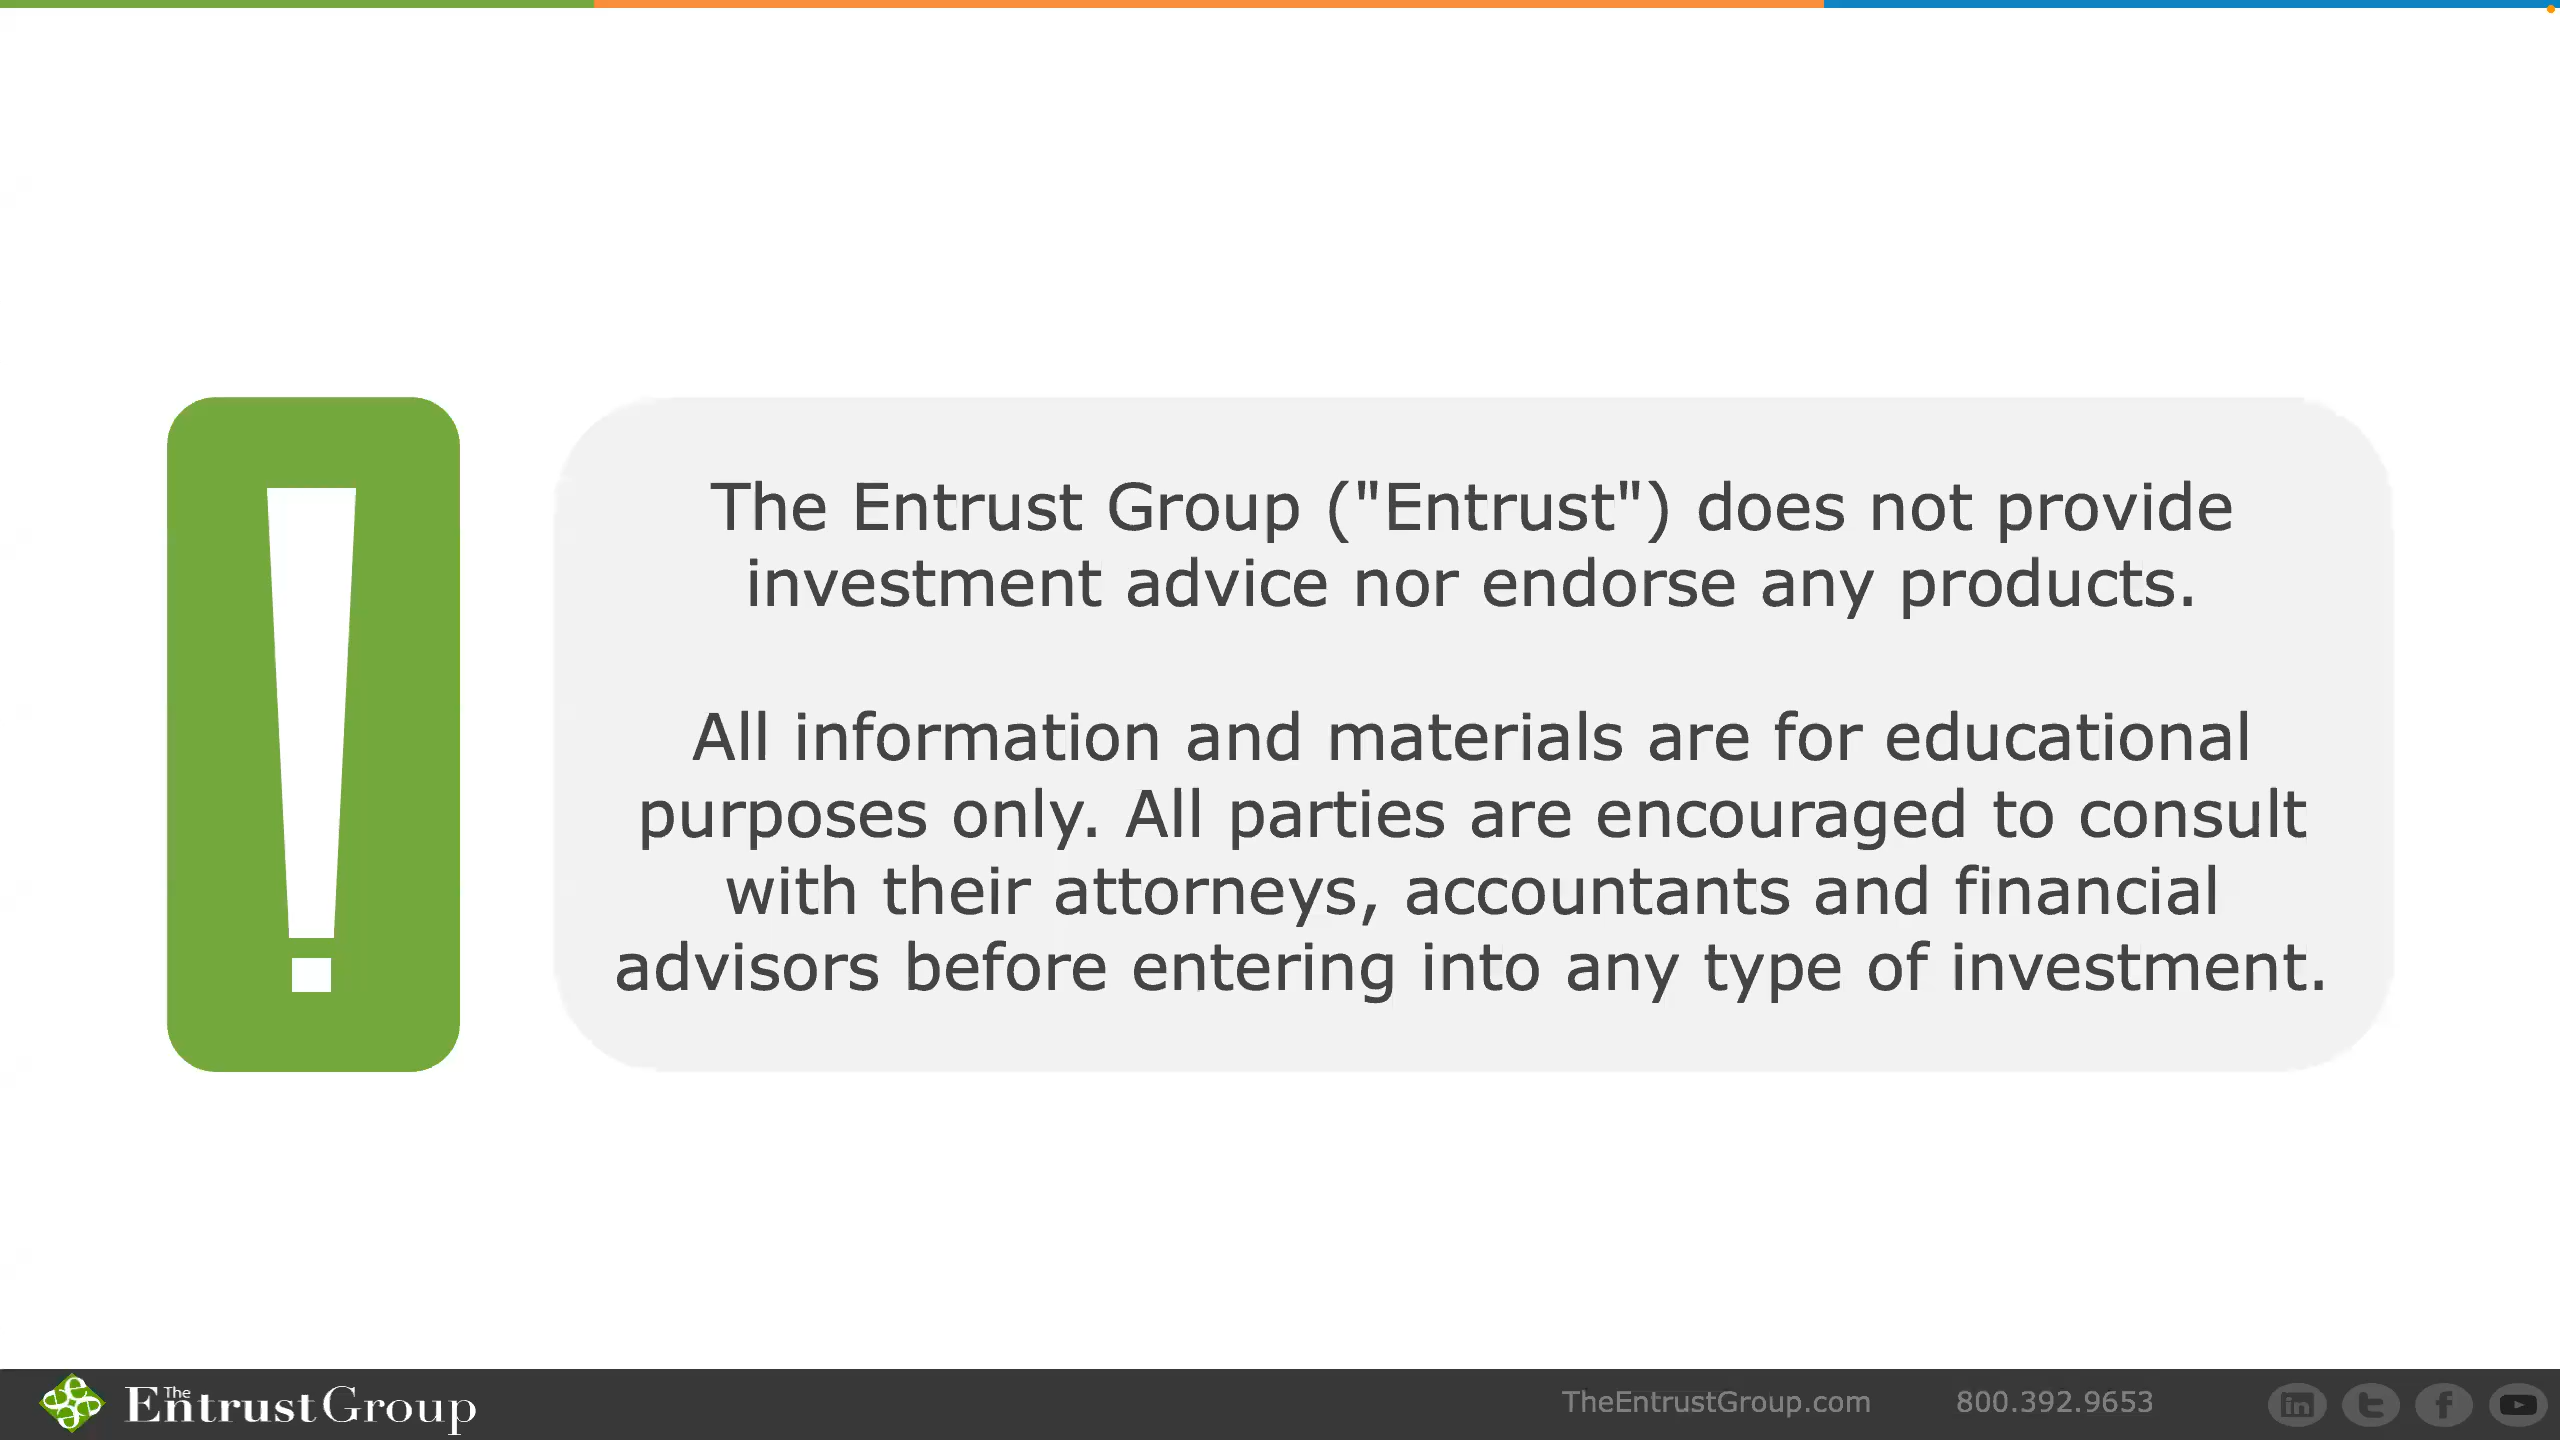 !
The Entrust Group ("Entrust") does not provide
investment advice nor endorse any products.
All information and materials are for educational
purposes only. All parties are encouraged to consult
with their attorneys, accountants and financial
advisors before entering into any type of investment.
The Entrust Group
TheEntrustGroup.com
800.392.9653